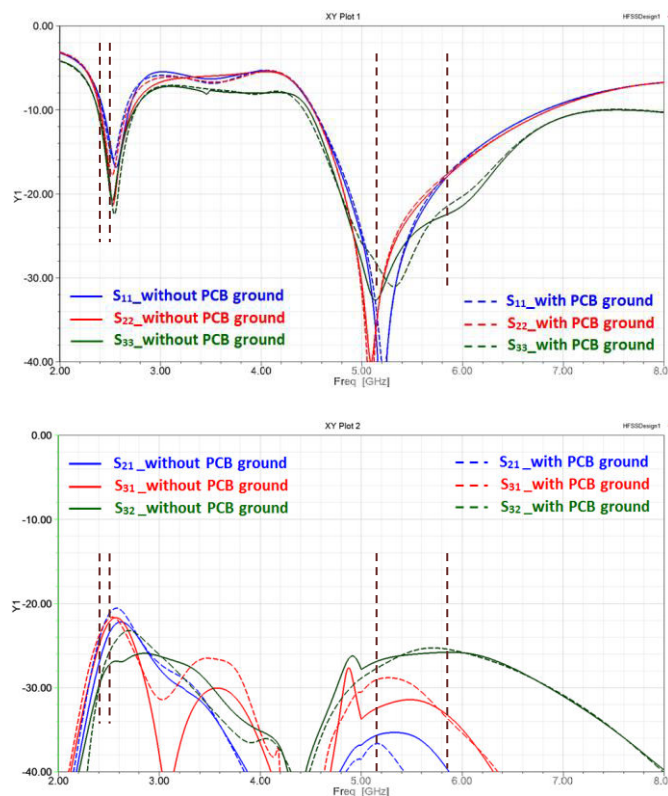 XY Plot 1
HFSSDesign1
0.00
-10.00
Y1
-20.00
-30.00
S11_without PCB ground
S11_with PCB ground
S22_without PCB ground
S22_with PCB ground
S33_without PCB ground
S33_with PCB ground
-40.00
2.00 3.00 4.00 5.00 6.00 7.00 8.0
Freq [GHz]
XY Plot 2
HFSSDesign1
0.00
S21_without PCB ground
S21_with PCB ground
S31_without PCB ground
S31_with PCB ground
S32_without PCB ground
S32_with PCB ground
-10.00
Y1
-20.00
-30.00
-40.00
2.00 3.00 4.00 5.00 6.00 7.00 8.0
Freq [GHz]